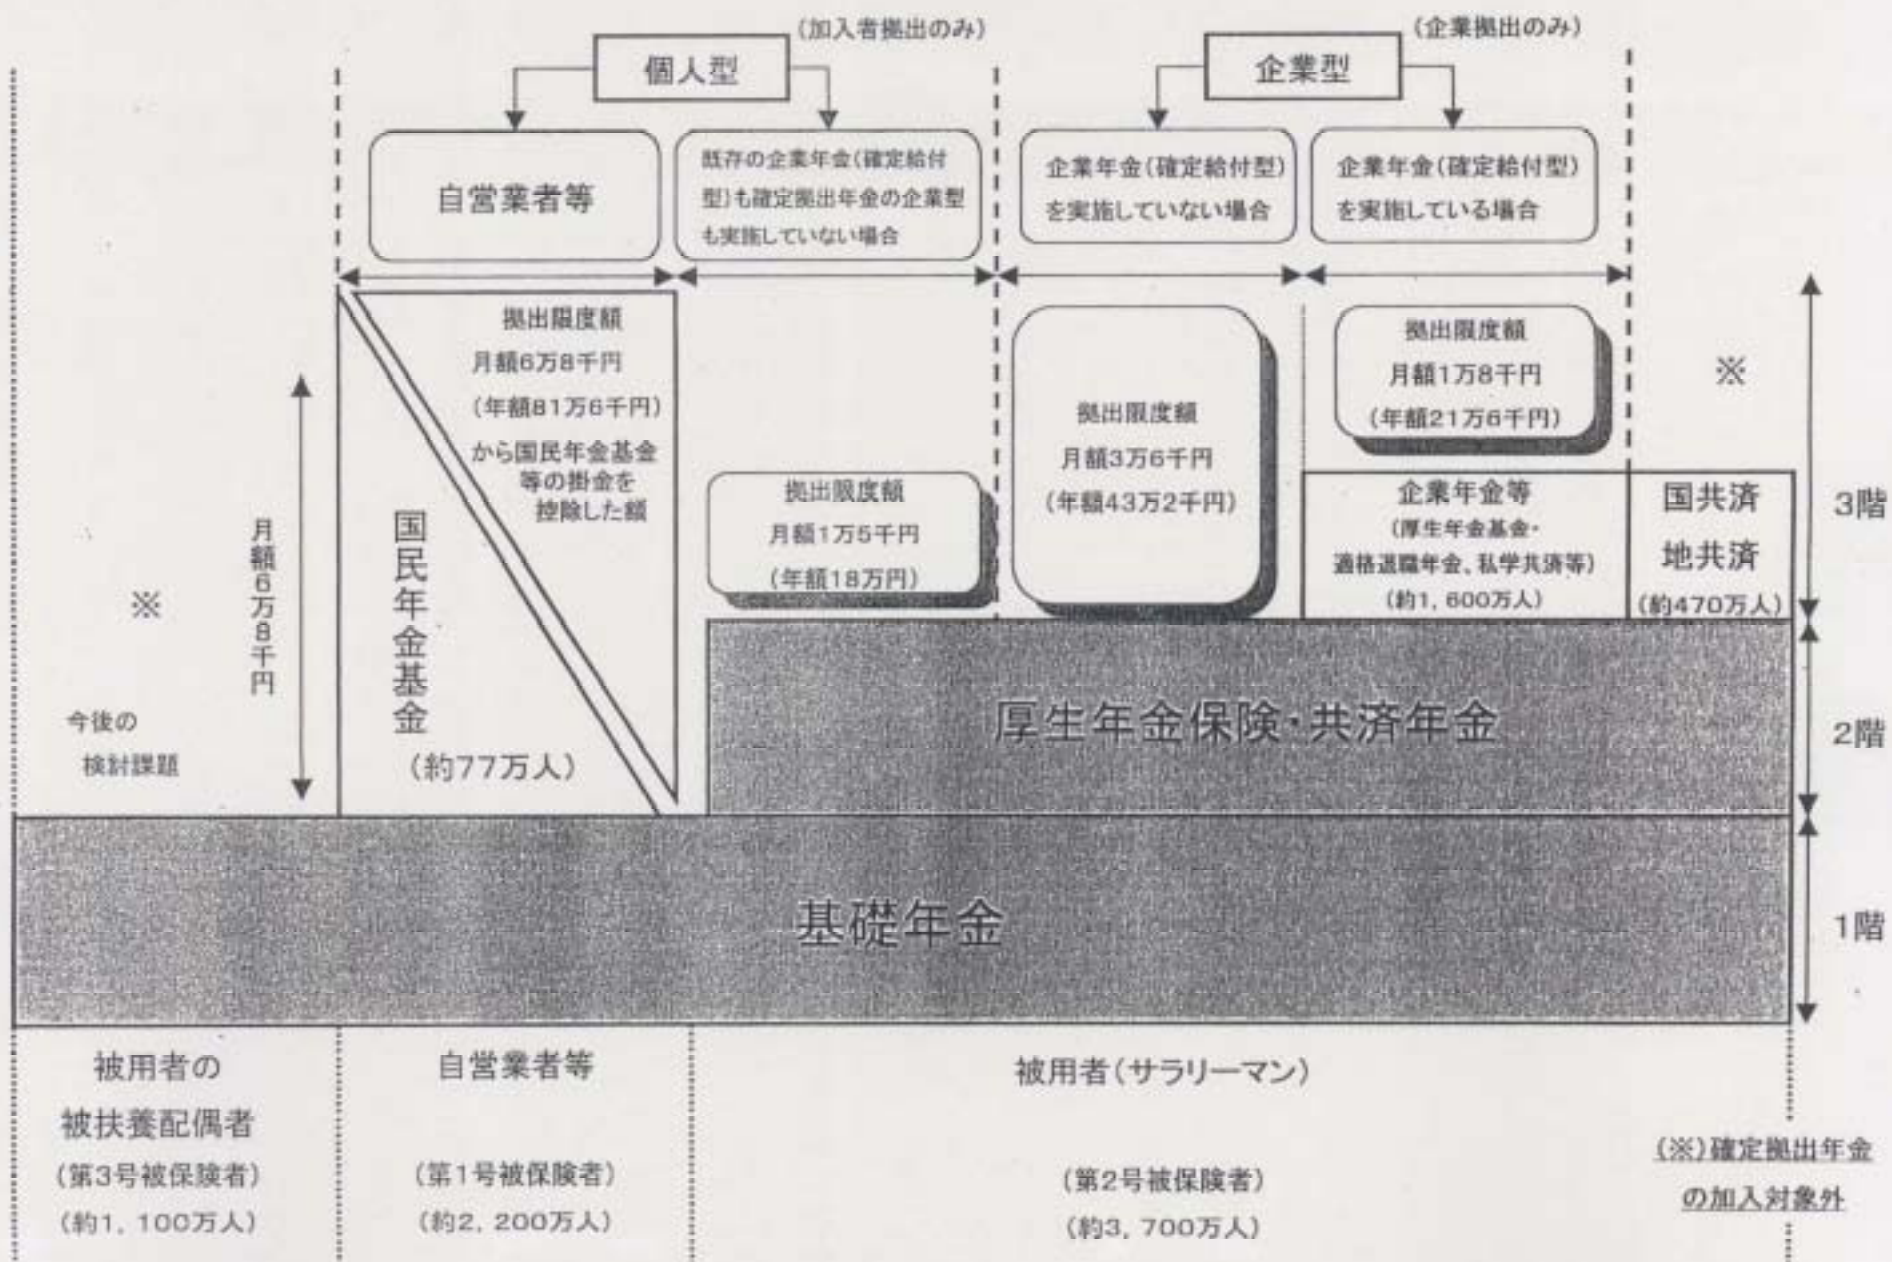 (加入者拠出のみ)
個人型
(企業拠出のみ)
企業型
自営業者等
既存の企業年金(確定給付
型)も確定拠出年金の企業型
も実施していない場合
企業年金(確定給付型)
を実施していない場合
企業年金(確定給付型)
を実施している場合
拠出限度額
月額6万8千円
(年額81万6千円)
から国民年金基金
等の掛金を
控除した額
国民年金基金
(約77万人)
月額6万8千円
※
今後の
検討課題
拠出限度額
月額1万5千円
(年額18万円)
拠出限度額
月額3万6千円
(年額43万2千円)
拠出限度額
月額1万8千円
(年額21万6千円)
※
企業年金等
(厚生年金基金・
適格退職年金、私学共済等)
(約1,600万人)
国共済
地共済
(約470万人)
3階
厚生年金保険・共済年金
2階
基礎年金
1階
被用者の
被扶養配偶者
(第3号被保険者)
(約1,100万人)
自営業者等
(第1号被保険者)
(約2,200万人)
被用者(サラリーマン)
(第2号被保険者)
(約3,700万人)
(※)確定拠出年金
の加入対象外